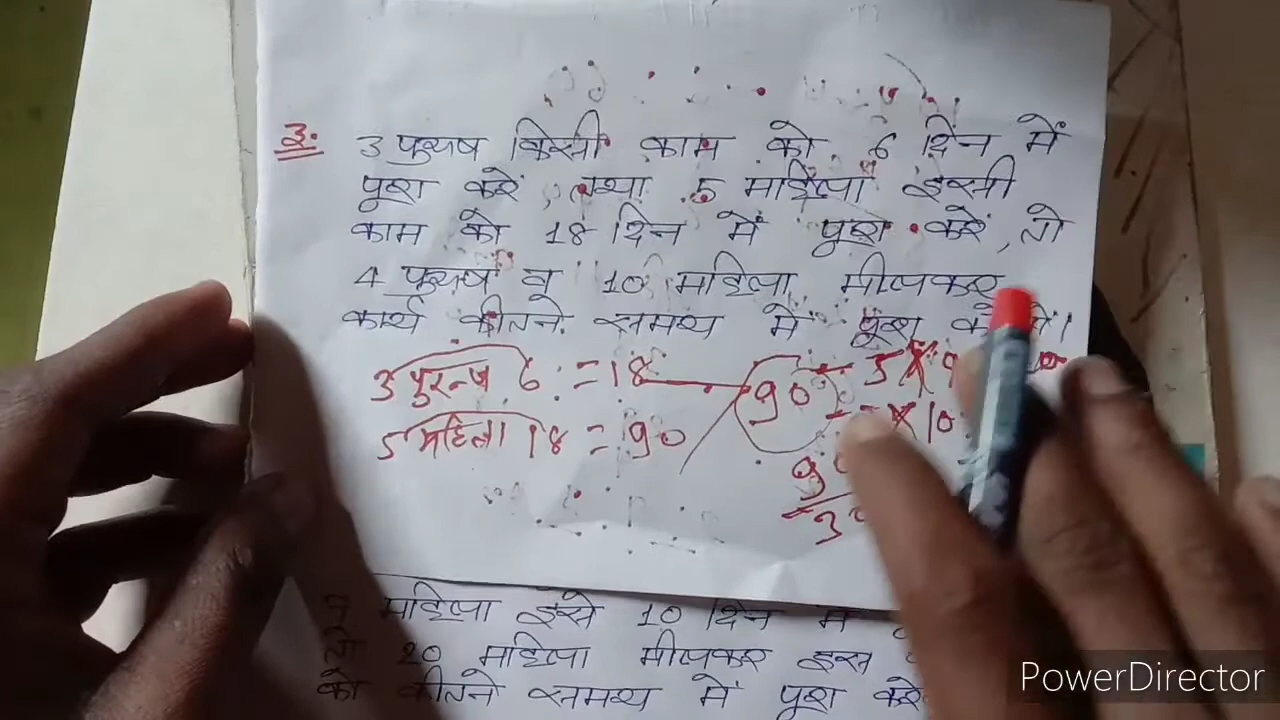 3. 3 पुरुष किसी काम को 6 दिन में
पूरा करें तथा 5 महिला इसी
काम को 18 दिन में पूरा करें, तो
4 पुरुष व 10 महिला मीलकर
कार्य कीतने समय में पूरा
3 पुरुष 6 = 18
90
5 महिला 18 = 90
महिला इसे 10 दिन में
तो 20 महिला मीलकर इस
को कीतने समय में पूरा करे
PowerDirector